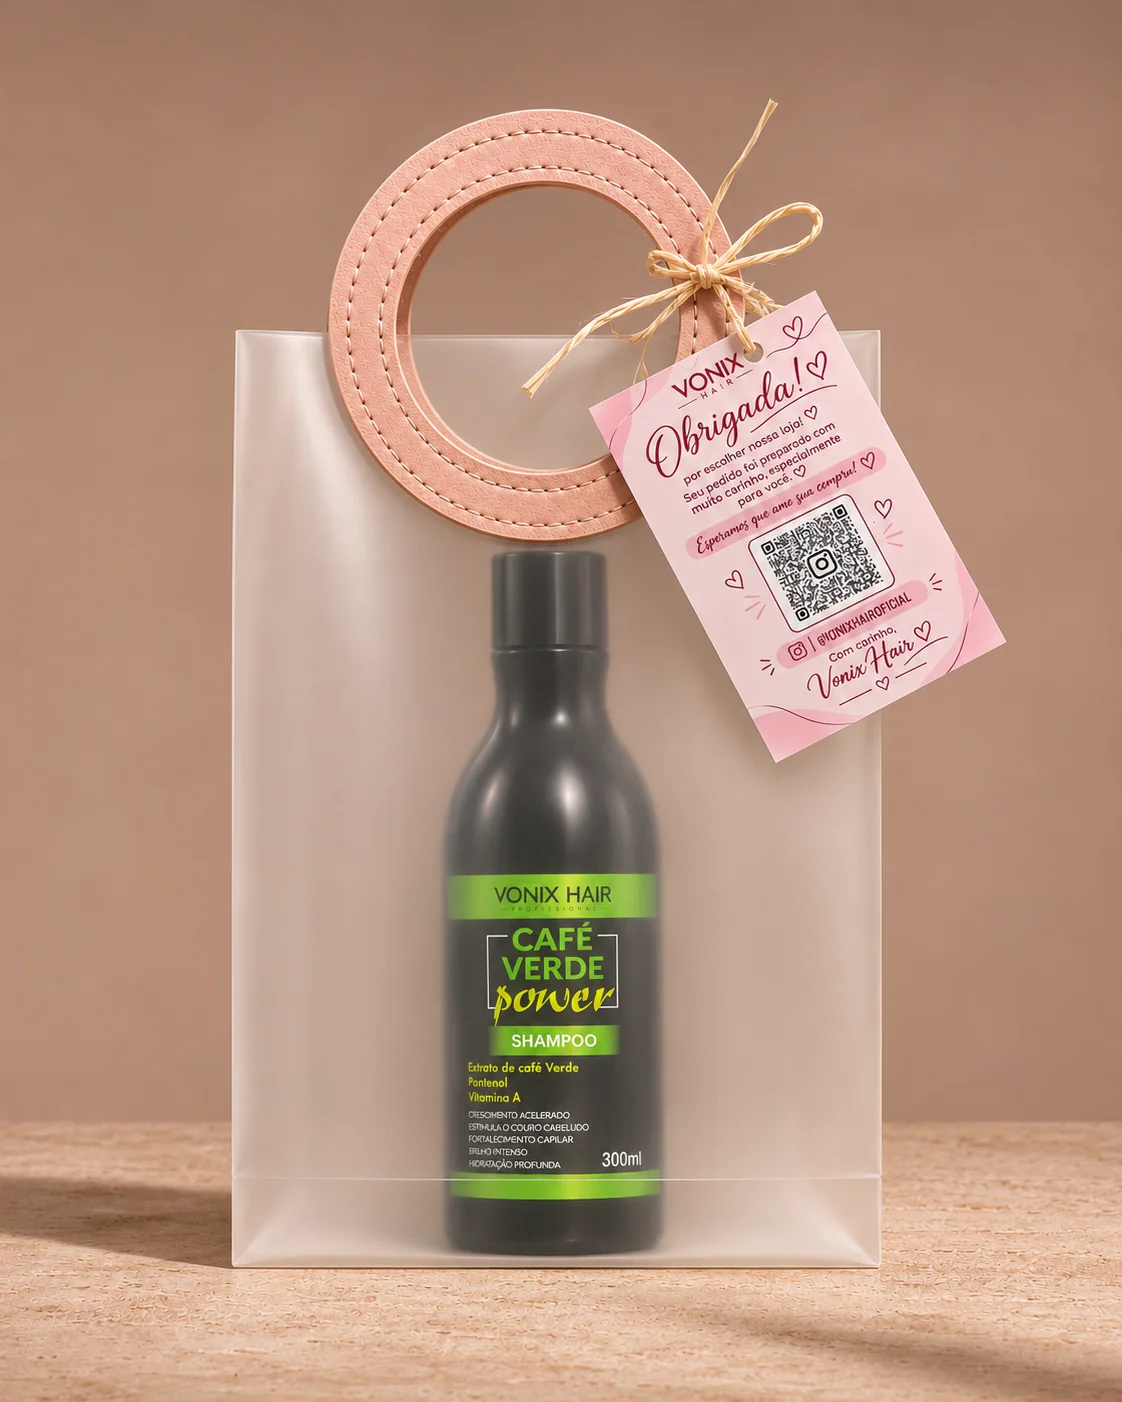 VONIX
HAIR
Obrigada!
por escolher nossa loja!
Seu pedido foi preparado com
muito carinho, especialmente
para você.
Esperamos que ame sua compra!
@VONIXHAIROFICIAL
Com carinho,
Vonix Hair
VONIX HAIR
PROFISSIONAL
CAFÉ
VERDE
power
SHAMPOO
Extrato de café Verde
Pantenol
Vitamina A
CRESCIMENTO ACELERADO
ESTIMULA O COURO CABELUDO
FORTALECIMENTO CAPILAR
BRILHO INTENSO
HIDRATAÇÃO PROFUNDA
300ml